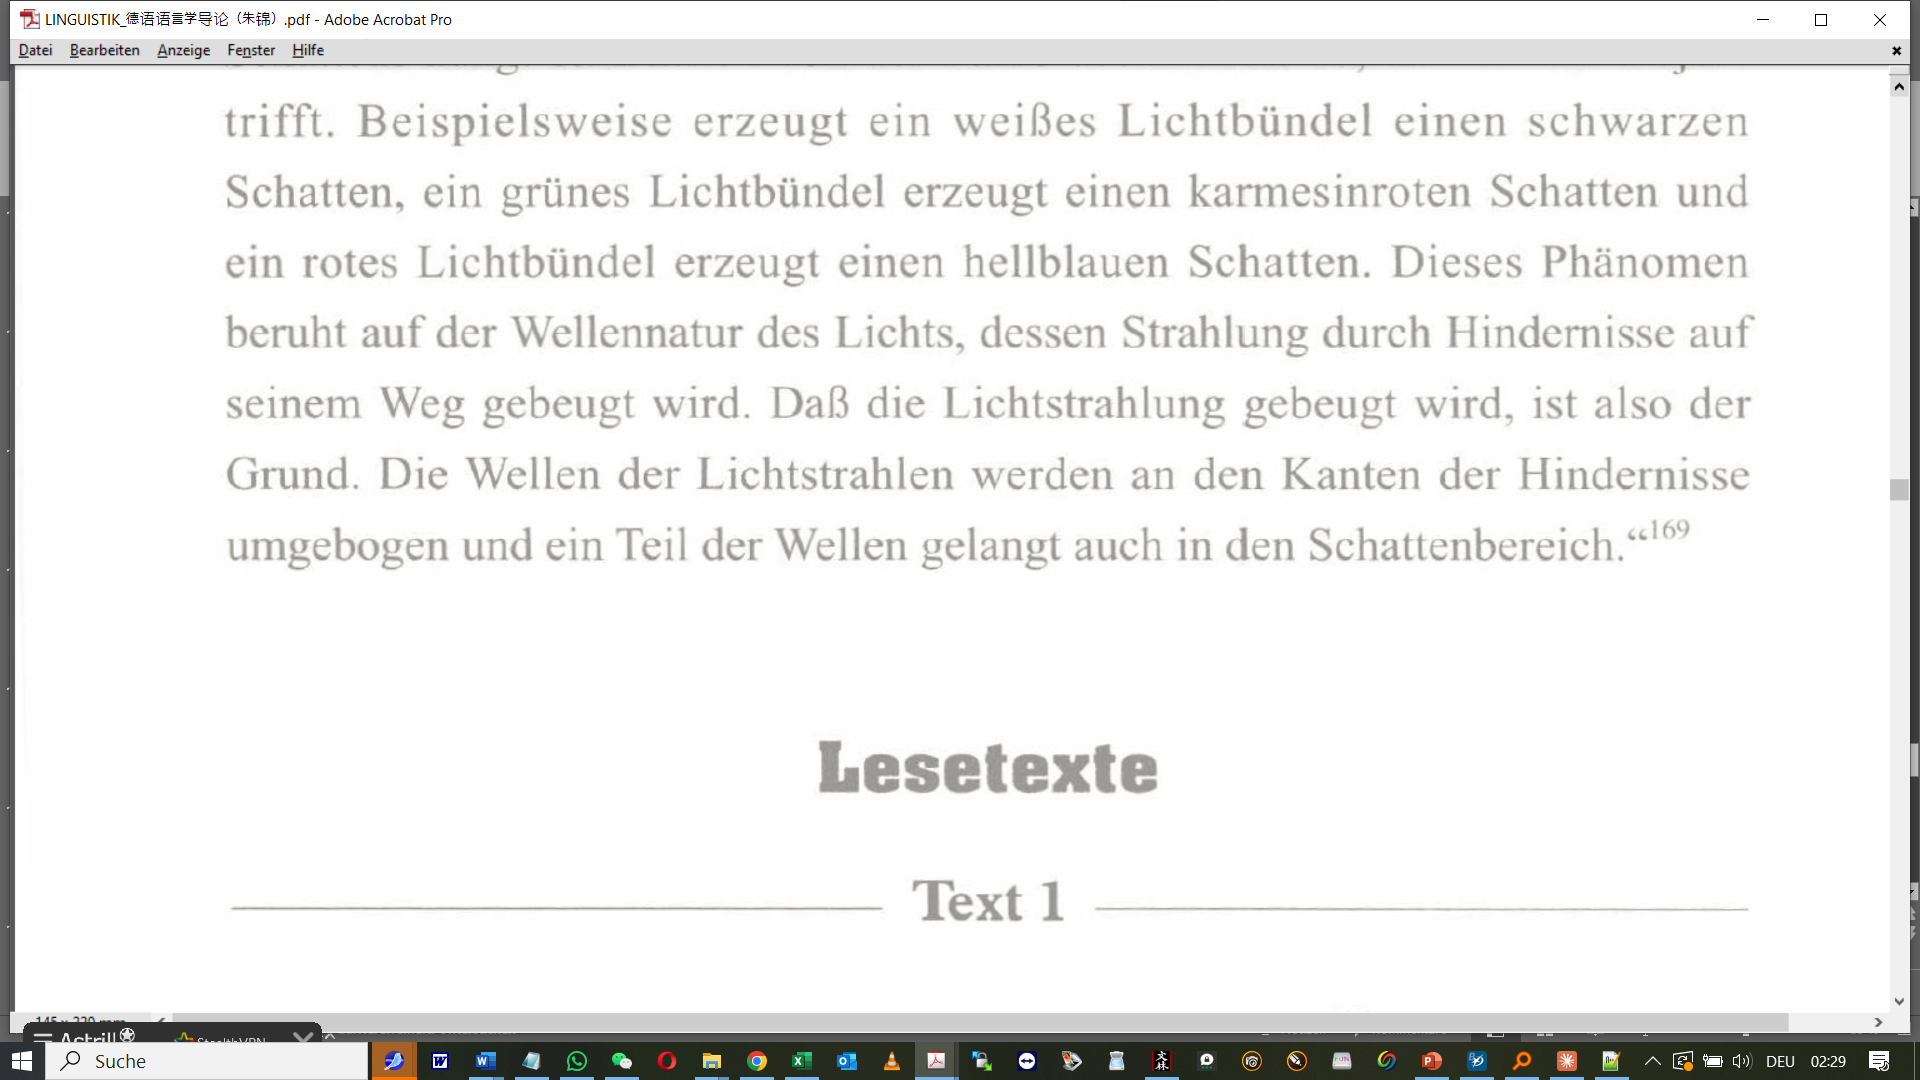 LINGUISTIK_德语语言学导论（朱锦）.pdf - Adobe Acrobat Pro
Datei Bearbeiten Anzeige Fenster Hilfe
trifft. Beispielsweise erzeugt ein weißes Lichtbündel einen schwarzen
Schatten, ein grünes Lichtbündel erzeugt einen karmesinroten Schatten und
ein rotes Lichtbündel erzeugt einen hellblauen Schatten. Dieses Phänomen
beruht auf der Wellennatur des Lichts, dessen Strahlung durch Hindernisse auf
seinem Weg gebeugt wird. Daß die Lichtstrahlung gebeugt wird, ist also der
Grund. Die Wellen der Lichtstrahlen werden an den Kanten der Hindernisse
umgebogen und ein Teil der Wellen gelangt auch in den Schattenbereich.“169
Lesetexte
Text 1
145 x 220 mm
Astrill StealthVPN
Suche DEU 02:29